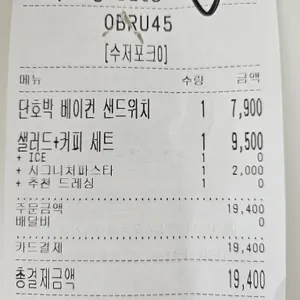 OBRU45
[수저포크O]
메뉴 수량 금액
단호박 베이컨 샌드위치 1 7,900
샐러드+커피 세트 1 9,500
+ ICE 1 0
+ 시그니처파스타 1 2,000
+ 추천 드레싱 1 0
주문금액 19,400
배달비 0
카드결제 19,400
총결제금액 19,400